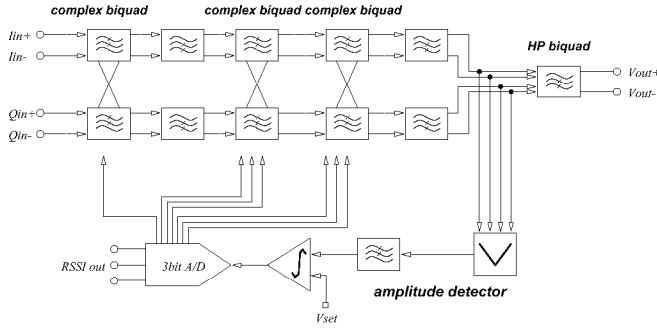 complex biquad
complex biquad complex biquad
Iin+
Iin-
HP biquad
Vout+
Vout-
Qin+
Qin-
RSSI out
3bit A/D
Vset
amplitude detector